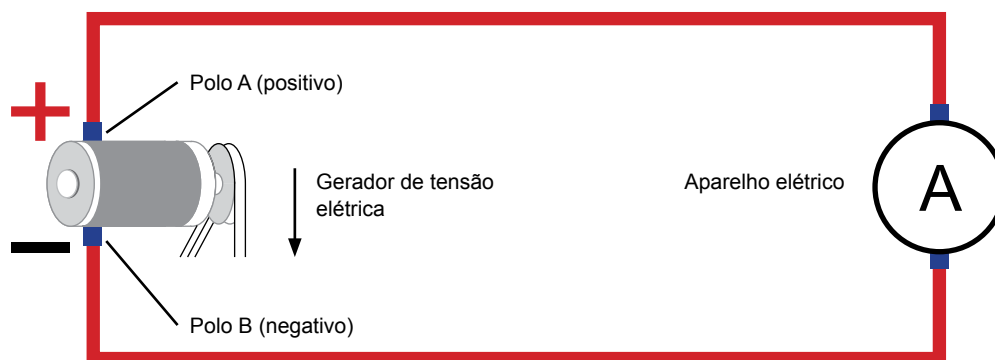 Polo A (positivo)
+
Gerador de tensão
elétrica
Aparelho elétrico
A
–
Polo B (negativo)